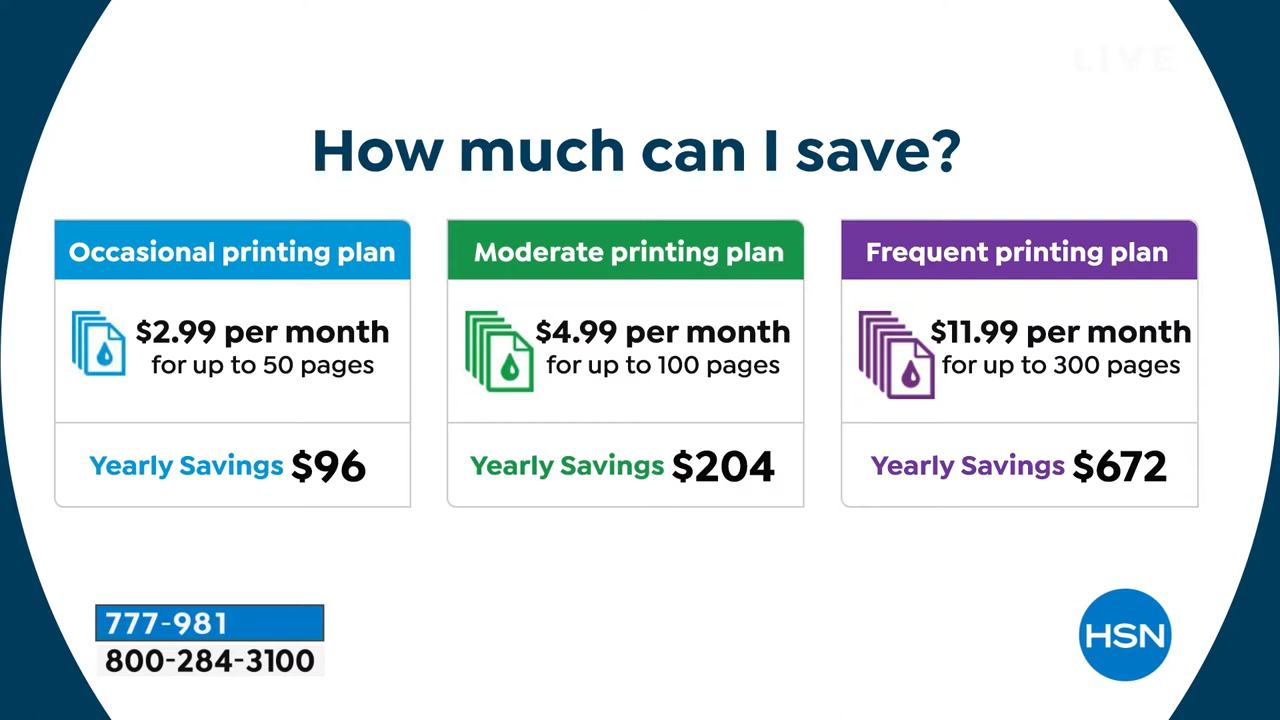 LIVE
How much can I save?
Occasional printing plan
$2.99 per month
for up to 50 pages
Yearly Savings $96
Moderate printing plan
$4.99 per month
for up to 100 pages
Yearly Savings $204
Frequent printing plan
$11.99 per month
for up to 300 pages
Yearly Savings $672
777-981
800-284-3100
HSN